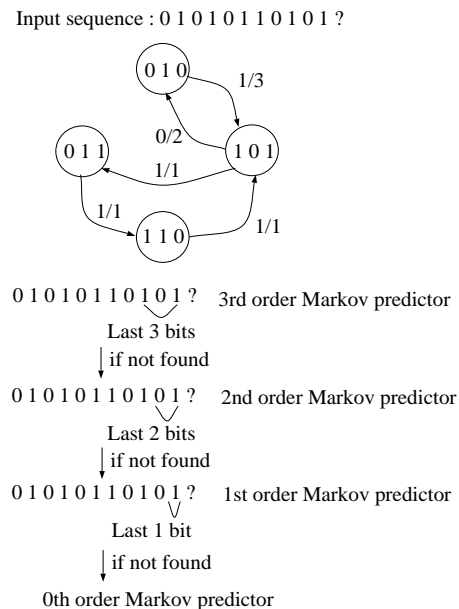 Input sequence : 0 1 0 1 0 1 1 0 1 0 1 ?
0 1 0
1/3
0/2
0 1 1
1 0 1
1/1
1/1
1 1 0
1/1
0 1 0 1 0 1 1 0 1 0 1 ? 3rd order Markov predictor
Last 3 bits
if not found
0 1 0 1 0 1 1 0 1 0 1 ? 2nd order Markov predictor
Last 2 bits
if not found
0 1 0 1 0 1 1 0 1 0 1 ? 1st order Markov predictor
Last 1 bit
if not found
0th order Markov predictor